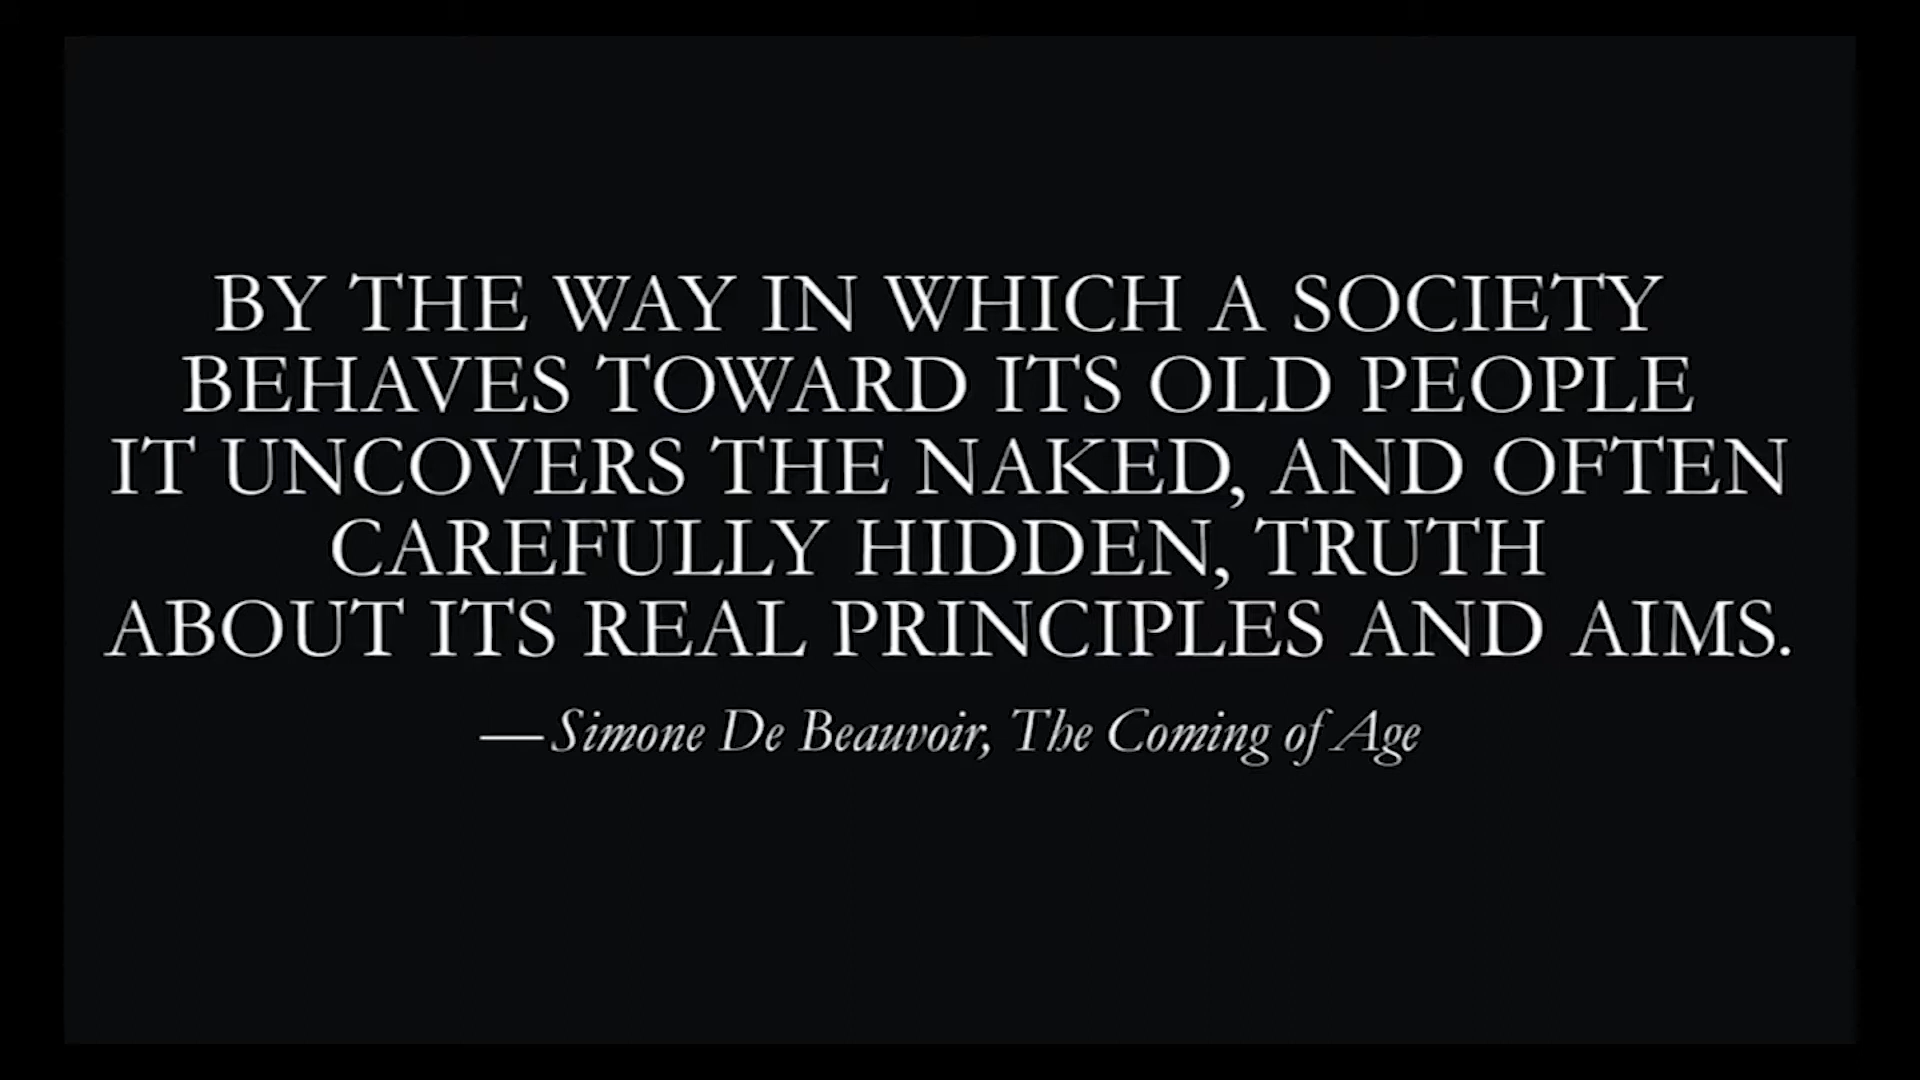 BY THE WAY IN WHICH A SOCIETY
BEHAVES TOWARD ITS OLD PEOPLE
IT UNCOVERS THE NAKED, AND OFTEN
CAREFULLY HIDDEN, TRUTH
ABOUT ITS REAL PRINCIPLES AND AIMS.
—Simone De Beauvoir, The Coming of Age